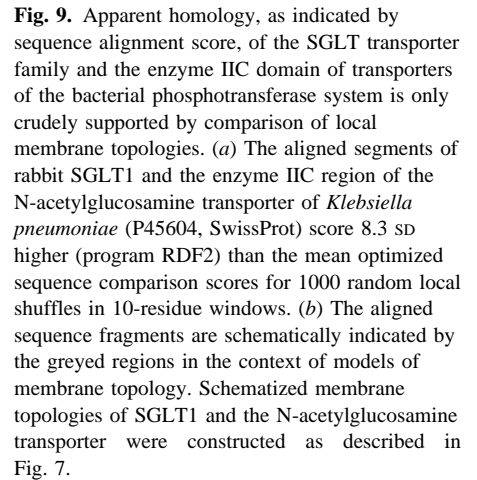 Fig. 9. Apparent homology, as indicated by
sequence alignment score, of the SGLT transporter
family and the enzyme IIC domain of transporters
of the bacterial phosphotransferase system is only
crudely supported by comparison of local
membrane topologies. (a) The aligned segments of
rabbit SGLT1 and the enzyme IIC region of the
N-acetylglucosamine transporter of Klebsiella
pneumoniae (P45604, SwissProt) score 8.3 SD
higher (program RDF2) than the mean optimized
sequence comparison scores for 1000 random local
shuffles in 10-residue windows. (b) The aligned
sequence fragments are schematically indicated by
the greyed regions in the context of models of
membrane topology. Schematized membrane
topologies of SGLT1 and the N-acetylglucosamine
transporter were constructed as described in
Fig. 7.